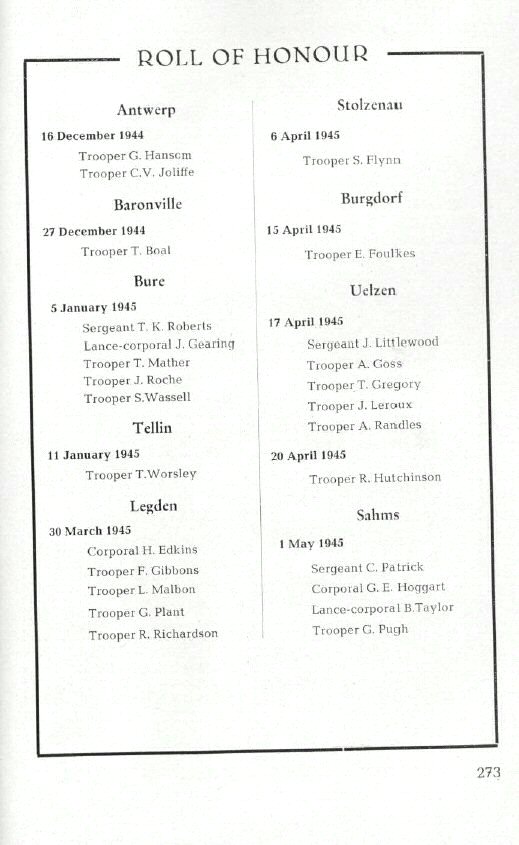 ROLL OF HONOUR
Antwerp
16 December 1944
Trooper G. Hansom
Trooper C.V. Joliffe
Baronville
27 December 1944
Trooper T. Boal
Bure
5 January 1945
Sergeant T. K. Roberts
Lance-corporal J. Gearing
Trooper T. Mather
Trooper J. Roche
Trooper S.Wassell
Tellin
11 January 1945
Trooper T.Worsley
Legden
30 March 1945
Corporal H. Edkins
Trooper F. Gibbons
Trooper L. Malbon
Trooper G. Plant
Trooper R. Richardson
Stolzenau
6 April 1945
Trooper S. Flynn
Burgdorf
15 April 1945
Trooper E. Foulkes
Uelzen
17 April 1945
Sergeant J. Littlewood
Trooper A. Goss
Trooper T. Gregory
Trooper J. Leroux
Trooper A. Randles
20 April 1945
Trooper R. Hutchinson
Sahms
1 May 1945
Sergeant C. Patrick
Corporal G. E. Hoggart
Lance-corporal B.Taylor
Trooper G. Pugh
273